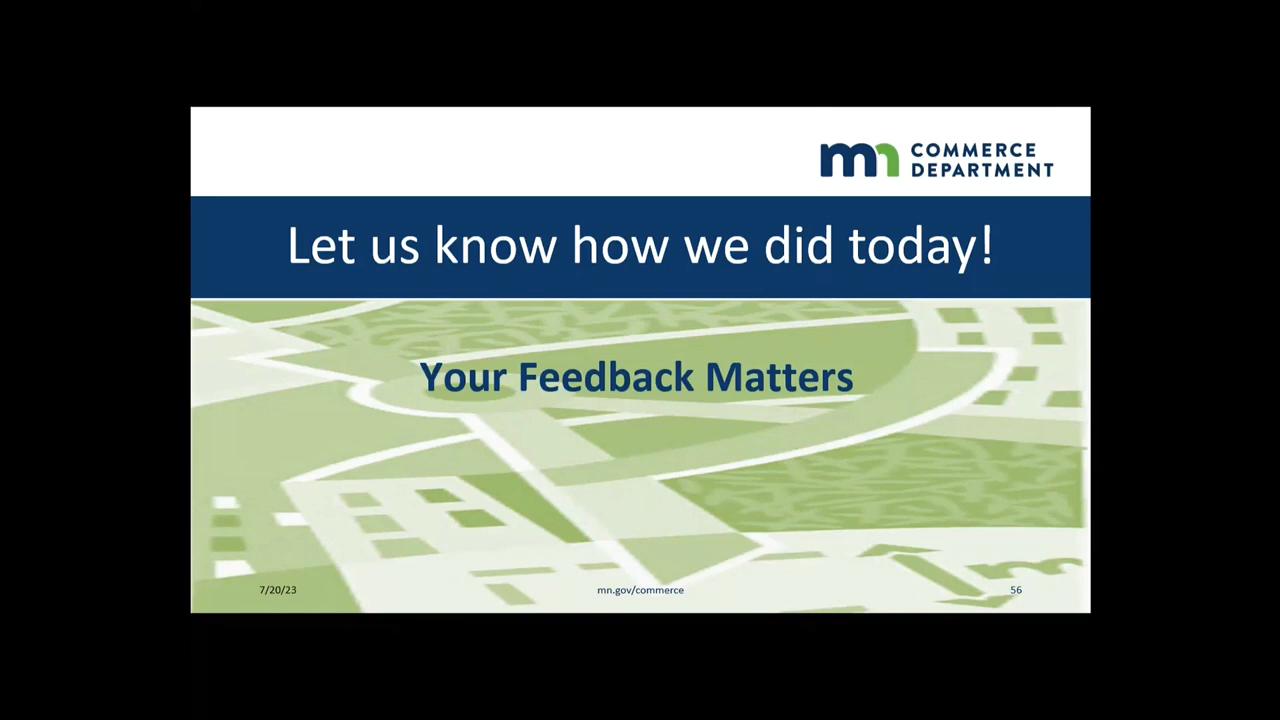 mn COMMERCE
DEPARTMENT
Let us know how we did today!
Your Feedback Matters
7/20/23
mn.gov/commerce
56